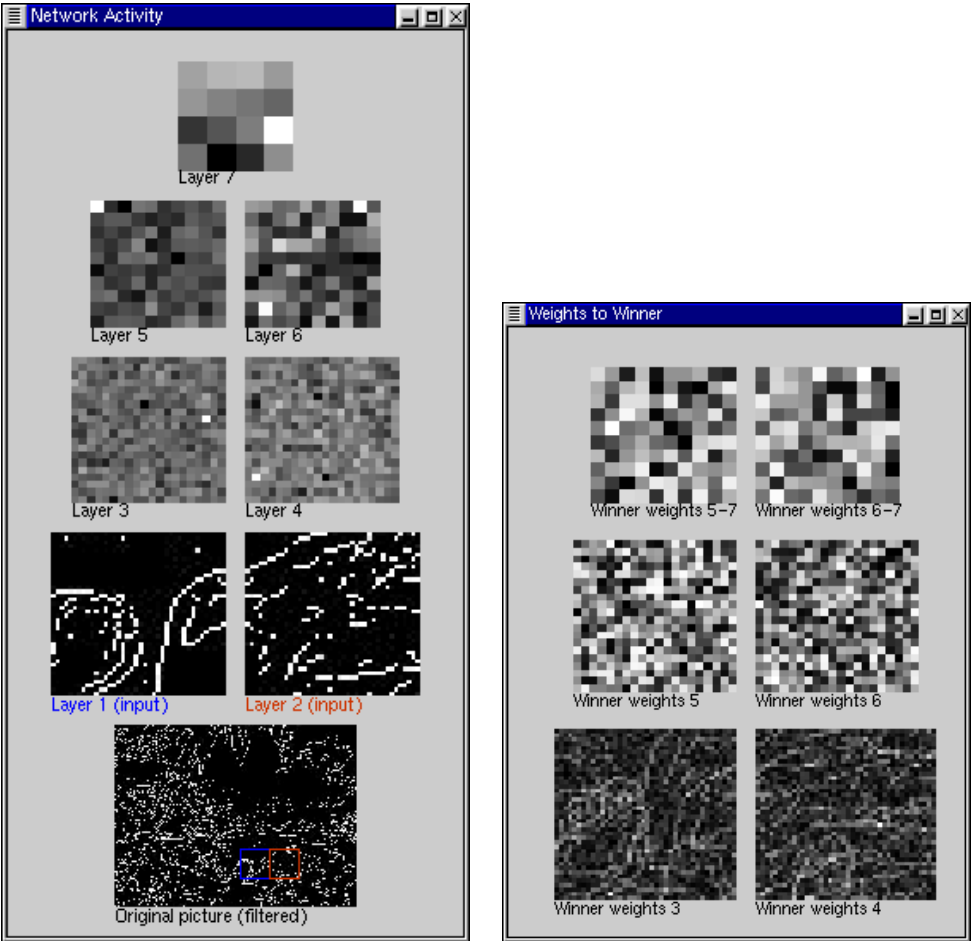 Network Activity
Layer 7
Layer 5
Layer 6
Layer 3
Layer 4
Layer 1 (input)
Layer 2 (input)
Original picture (filtered)
Weights to Winner
Winner weights 5-7
Winner weights 6-7
Winner weights 5
Winner weights 6
Winner weights 3
Winner weights 4